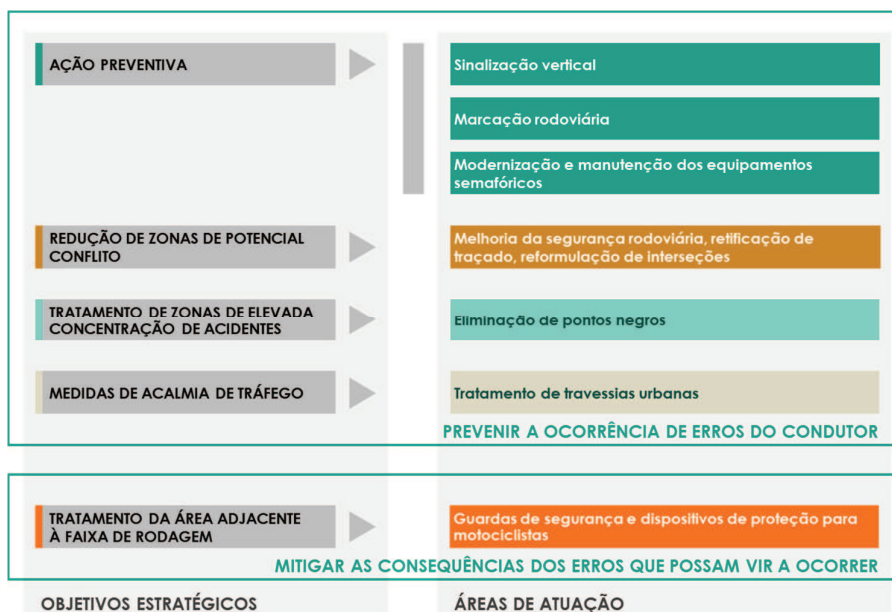 AÇÃO PREVENTIVA
Sinalização vertical
Marcação rodoviária
Modernização e manutenção dos equipamentos
semafóricos
REDUÇÃO DE ZONAS DE POTENCIAL
CONFLITO
Melhoria da segurança rodoviária, retificação de
traçado, reformulação de interseções
TRATAMENTO DE ZONAS DE ELEVADA
CONCENTRAÇÃO DE ACIDENTES
Eliminação de pontos negros
MEDIDAS DE ACALMIA DE TRÁFEGO
Tratamento de travessias urbanas
PREVENIR A OCORRÊNCIA DE ERROS DO CONDUTOR
TRATAMENTO DA ÁREA ADJACENTE
À FAIXA DE RODAGEM
Guardas de segurança e dispositivos de proteção para
motociclistas
MITIGAR AS CONSEQUÊNCIAS DOS ERROS QUE POSSAM VIR A OCORRER
OBJETIVOS ESTRATÉGICOS
ÁREAS DE ATUAÇÃO